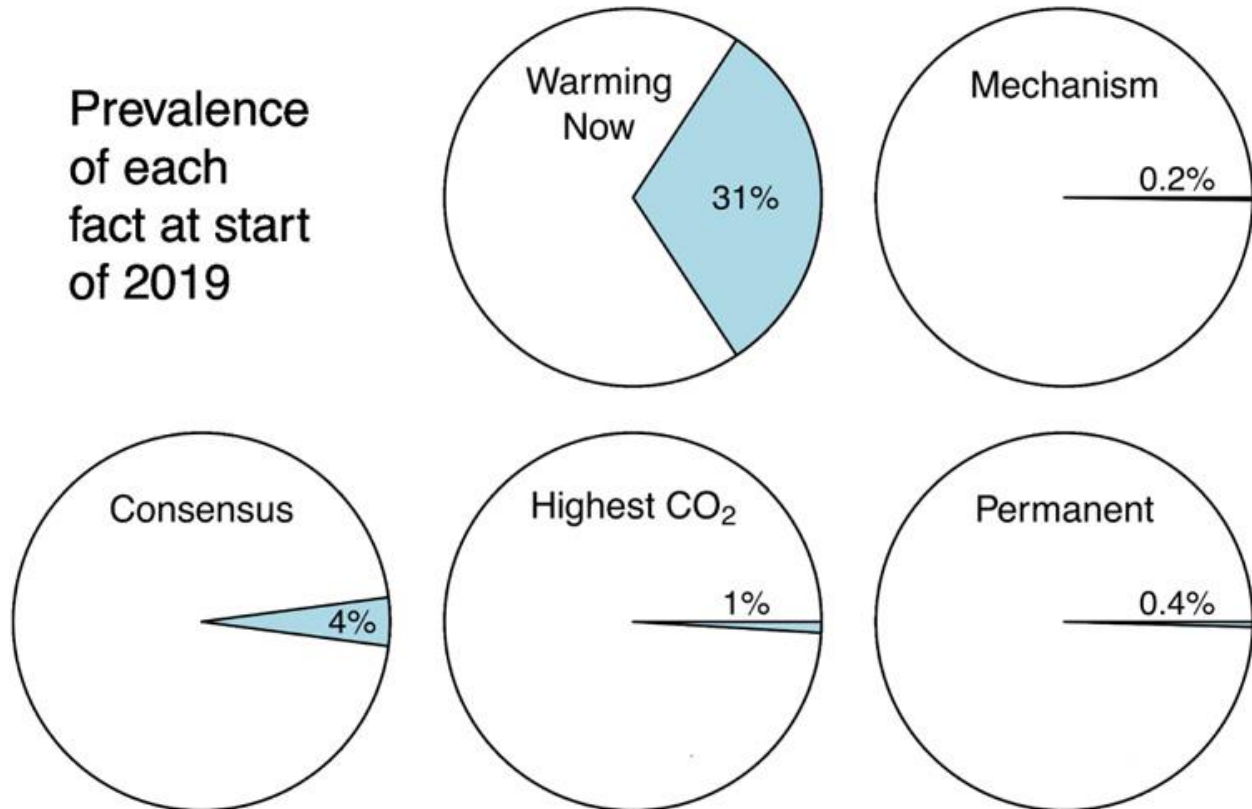 Prevalence
of each
fact at start
of 2019
Warming
Now
31%
Mechanism
0.2%
Consensus
4%
Highest CO₂
1%
Permanent
0.4%